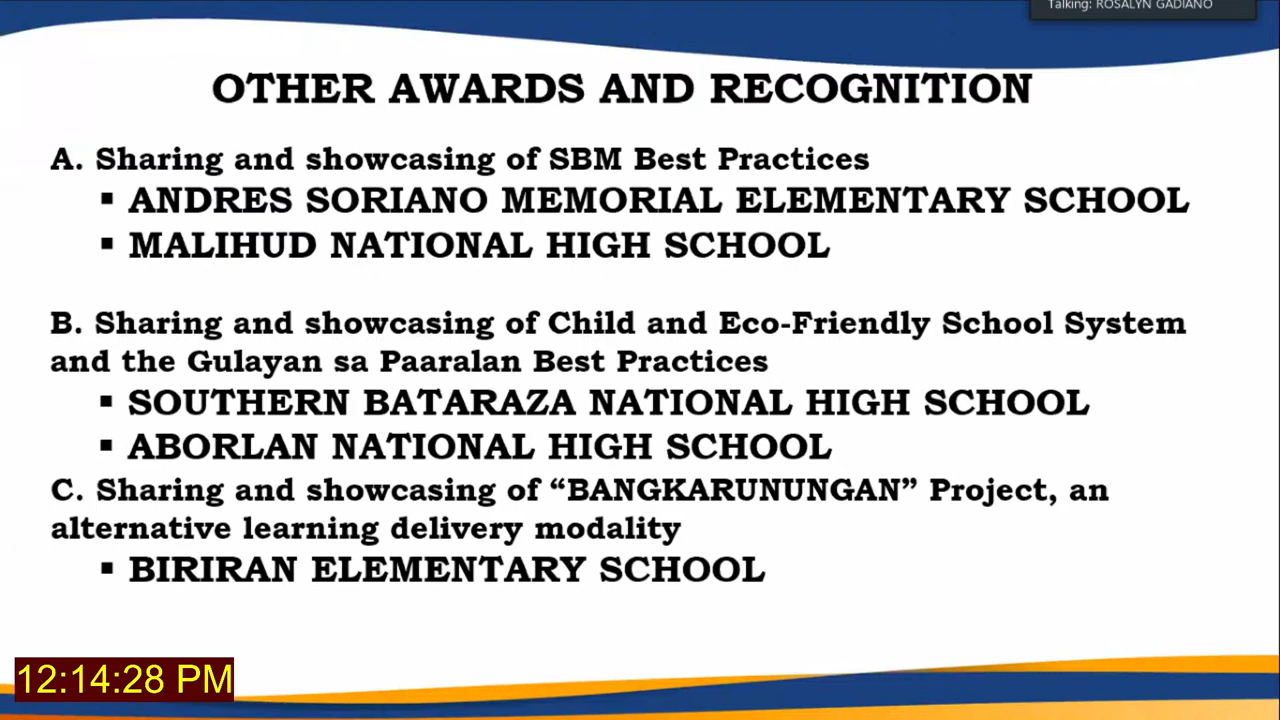 Talking: ROSALYN GADIANO
OTHER AWARDS AND RECOGNITION
A. Sharing and showcasing of SBM Best Practices
▪ ANDRES SORIANO MEMORIAL ELEMENTARY SCHOOL
▪ MALIHUD NATIONAL HIGH SCHOOL
B. Sharing and showcasing of Child and Eco-Friendly School System
and the Gulayan sa Paaralan Best Practices
▪ SOUTHERN BATARAZA NATIONAL HIGH SCHOOL
▪ ABORLAN NATIONAL HIGH SCHOOL
C. Sharing and showcasing of “BANGKARUNUNGAN” Project, an
alternative learning delivery modality
▪ BIRIRAN ELEMENTARY SCHOOL
12:14:28 PM